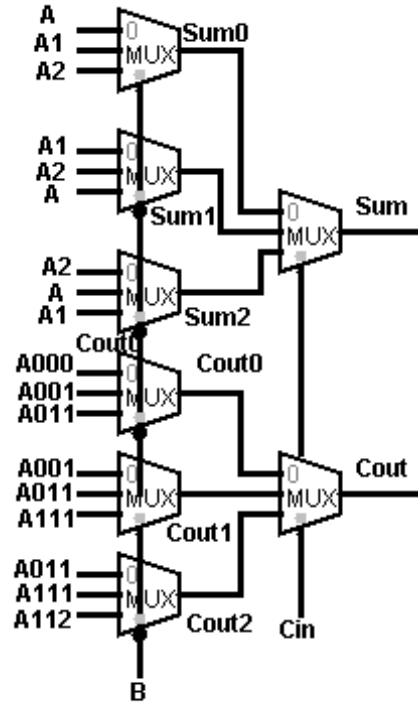 A
A1
A2
0
MUX
Sum0
A1
A2
A
0
MUX
Sum1
0
MUX
Sum
A2
A
A1
0
MUX
Sum2
Cout0
A000
A001
A011
0
MUX
Cout0
A001
A011
A111
0
MUX
Cout1
0
MUX
Cout
A011
A111
A112
0
MUX
Cout2
Cin
B